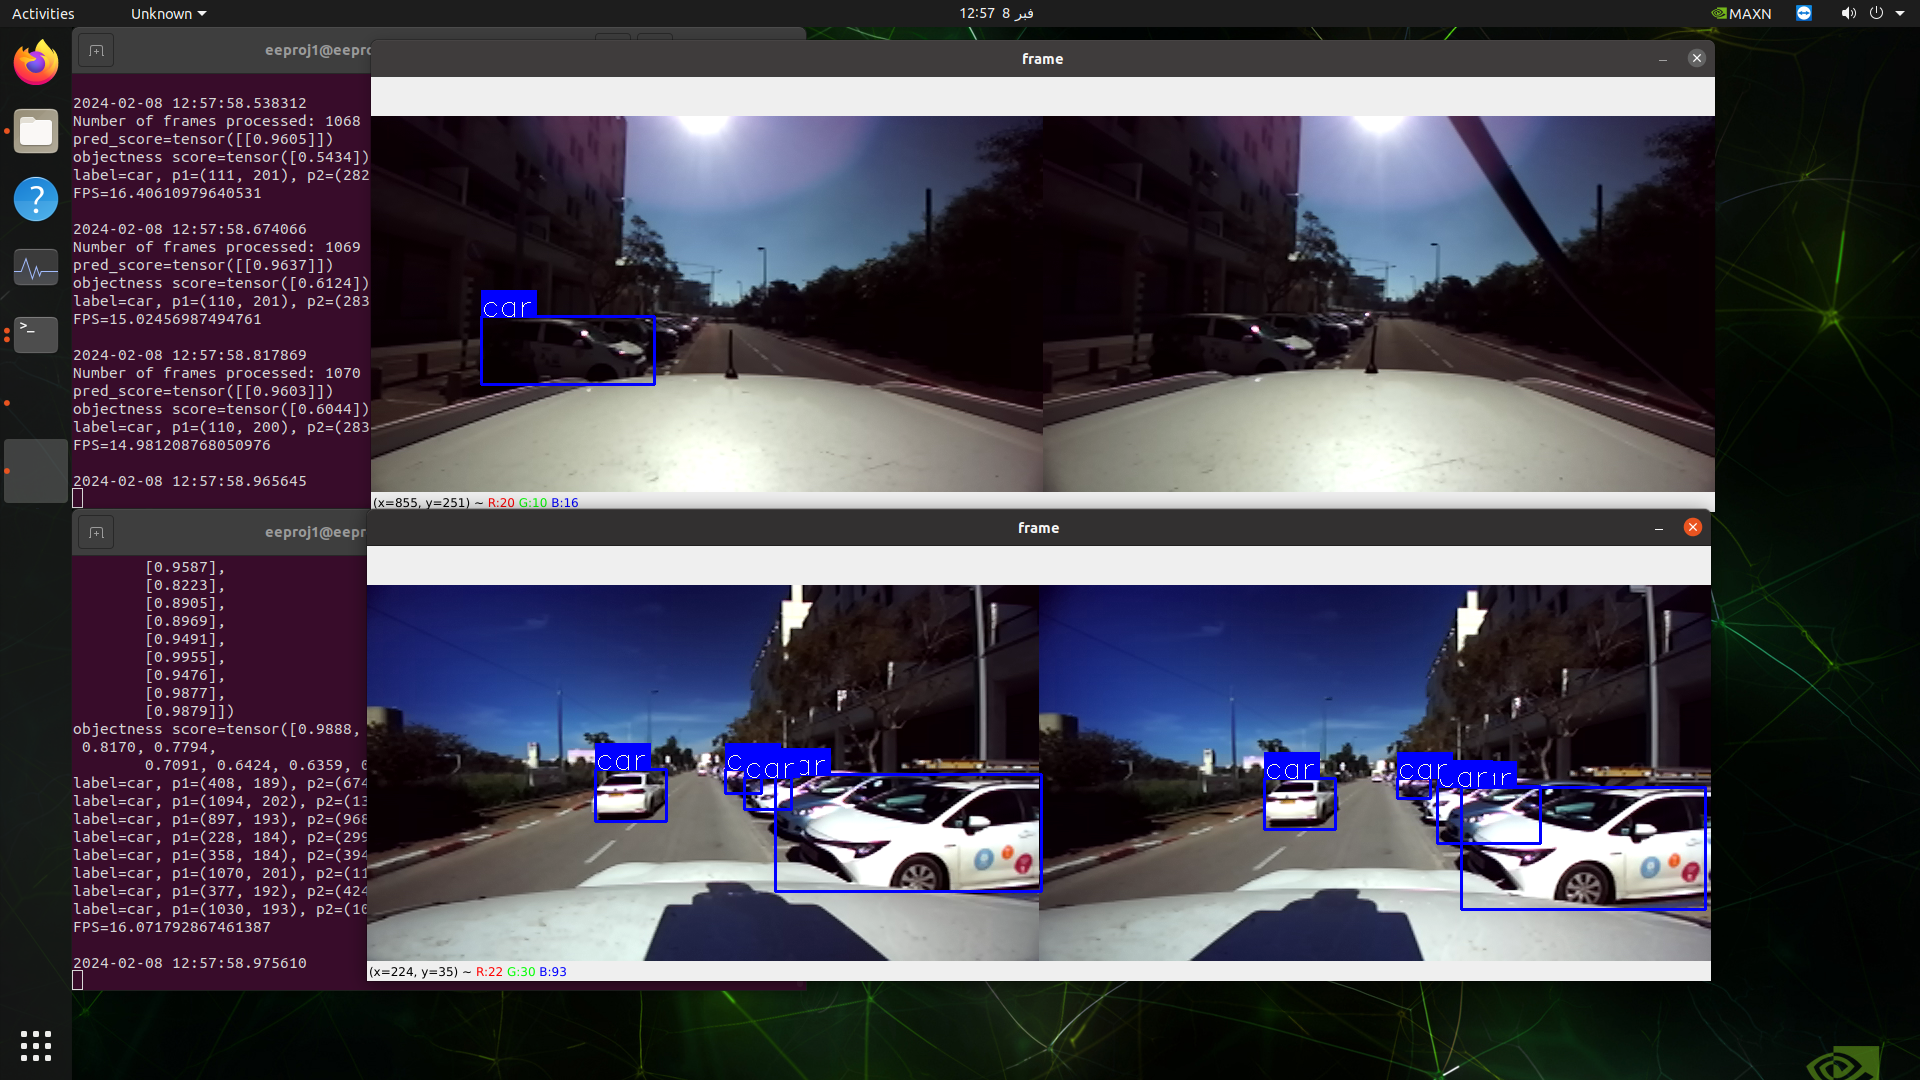 Activities
Unknown
12:57 8 فبر
MAXN
eeproj1@eepro
frame
2024-02-08 12:57:58.538312
Number of frames processed: 1068
pred_score=tensor([[0.9605]])
objectness score=tensor([0.5434])
label=car, p1=(111, 201), p2=(282
FPS=16.40610979640531
2024-02-08 12:57:58.674066
Number of frames processed: 1069
pred_score=tensor([[0.9637]])
objectness score=tensor([0.6124])
label=car, p1=(110, 201), p2=(283
FPS=15.02456987494761
2024-02-08 12:57:58.817869
Number of frames processed: 1070
pred_score=tensor([[0.9603]])
objectness score=tensor([0.6044])
label=car, p1=(110, 200), p2=(283
FPS=14.981208768050976
2024-02-08 12:57:58.965645
car
(x=855, y=251) ~ R:20 G:10 B:16
eeproj1@eepr
frame
[0.9587],
[0.8223],
[0.8905],
[0.8969],
[0.9491],
[0.9955],
[0.9476],
[0.9877],
[0.9879]])
objectness score=tensor([0.9888,
0.8170, 0.7794,
0.7091, 0.6424, 0.6359, 0
label=car, p1=(408, 189), p2=(674
label=car, p1=(1094, 202), p2=(13
label=car, p1=(897, 193), p2=(968
label=car, p1=(228, 184), p2=(299
label=car, p1=(358, 184), p2=(394
label=car, p1=(1070, 201), p2=(11
label=car, p1=(377, 192), p2=(424
label=car, p1=(1030, 193), p2=(10
FPS=16.071792867461387
2024-02-08 12:57:58.975610
car
c
car
ar
car
car
car
ır
(x=224, y=35) ~ R:22 G:30 B:93